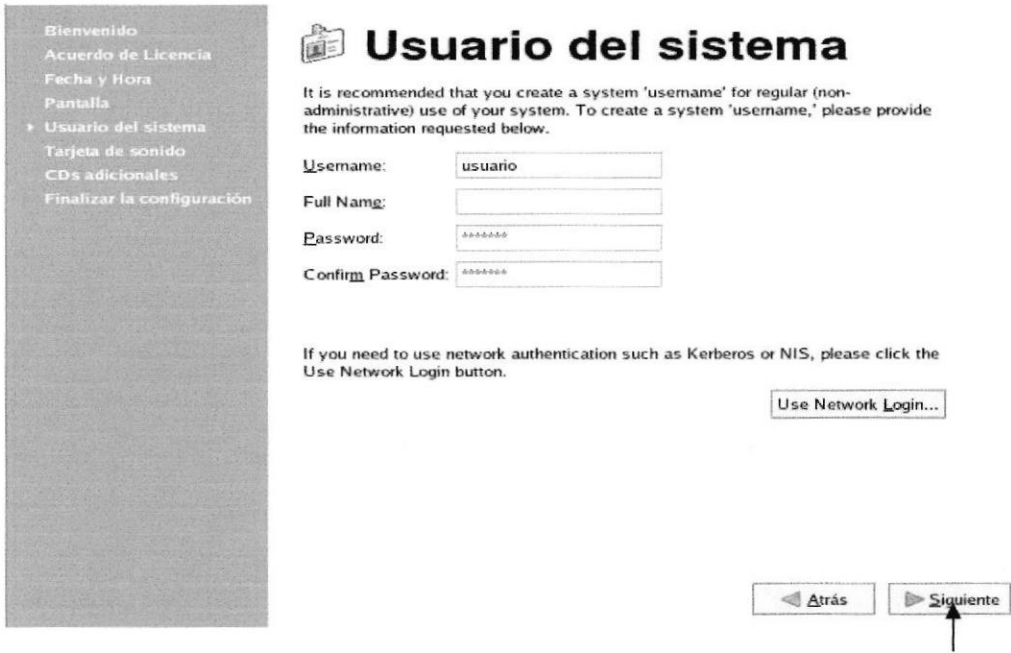 Bienvenido
Acuerdo de Licencia
Fecha y Hora
Pantalla
Usuario del sistema
Tarjeta de sonido
CDs adicionales
Finalizar la configuración
Usuario del sistema
It is recommended that you create a system 'username' for regular (non-
administrative) use of your system. To create a system 'username,' please provide
the information requested below.
Username: usuario
Full Name:
Password: *******
Confirm Password: *******
If you need to use network authentication such as Kerberos or NIS, please click the
Use Network Login button.
Use Network Login...
Atrás
Siguiente